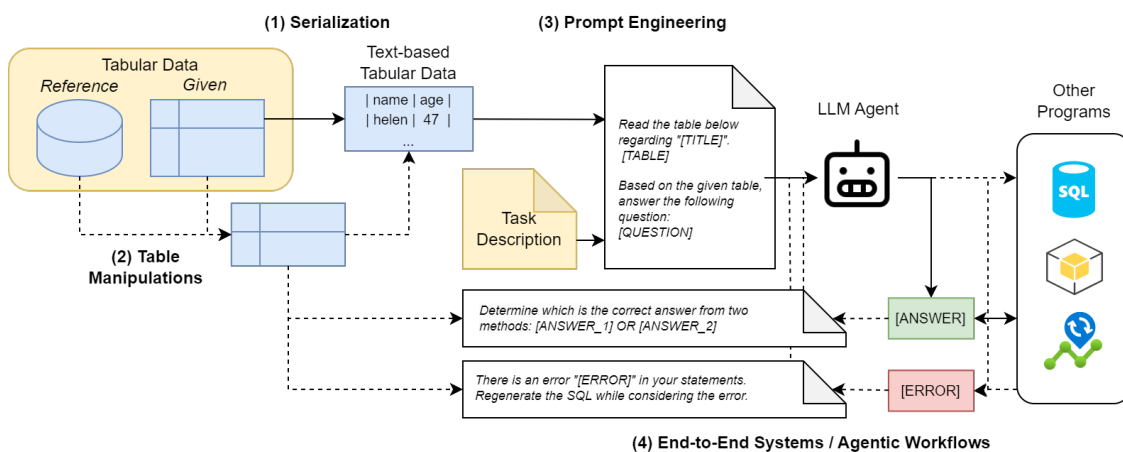 (1) Serialization
(3) Prompt Engineering
Tabular Data
Reference
Given
Text-based
Tabular Data
| name | age |
| helen | 47 |
...
Read the table below
regarding "[TITLE]".
[TABLE]
Based on the given table,
answer the following
question:
[QUESTION]
LLM Agent
Other
Programs
SQL
Task
Description
(2) Table
Manipulations
Determine which is the correct answer from two
methods: [ANSWER_1] OR [ANSWER_2]
[ANSWER]
There is an error "[ERROR]" in your statements.
Regenerate the SQL while considering the error.
[ERROR]
(4) End-to-End Systems / Agentic Workflows